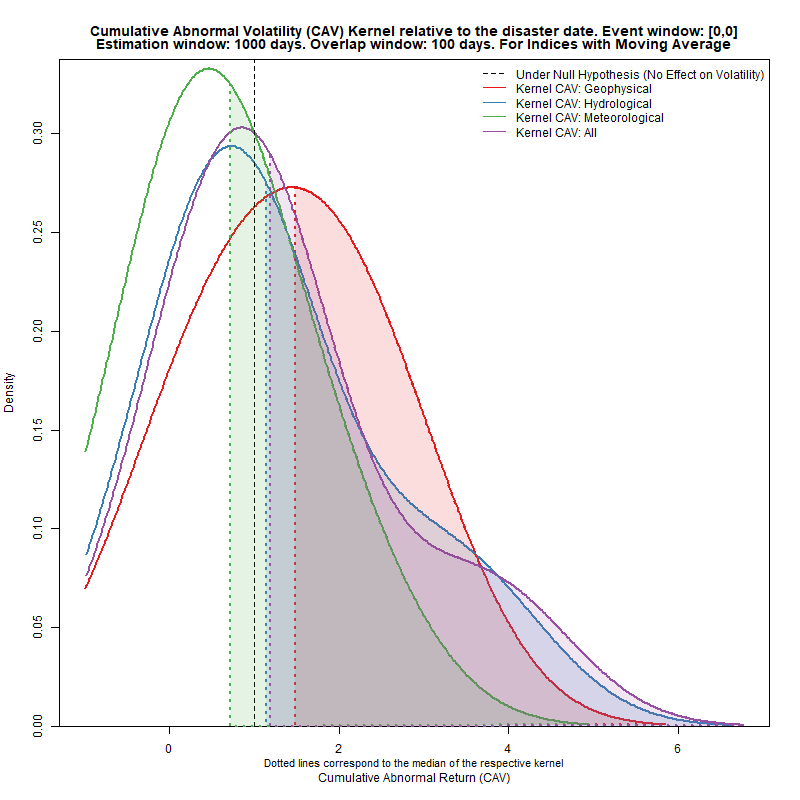 Cumulative Abnormal Volatility (CAV) Kernel relative to the disaster date. Event window: [0,0]
Estimation window: 1000 days. Overlap window: 100 days. For Indices with Moving Average
Under Null Hypothesis (No Effect on Volatility)
Kernel CAV: Geophysical
Kernel CAV: Hydrological
Kernel CAV: Meteorological
Kernel CAV: All
Density
0.30
0.25
0.20
0.15
0.10
0.05
0.00
0 2 4 6
Dotted lines correspond to the median of the respective kernel
Cumulative Abnormal Return (CAV)